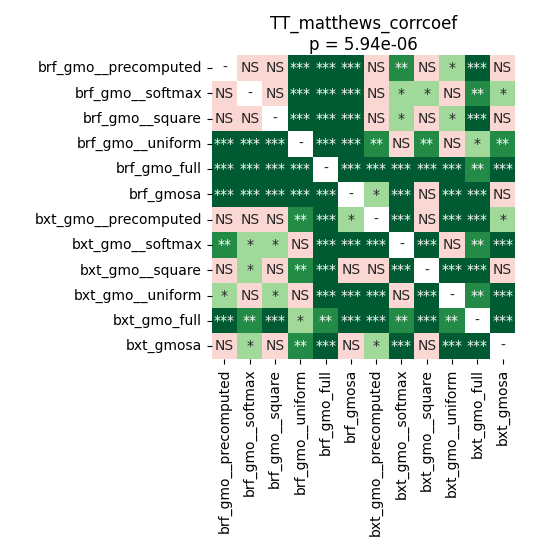 TT_matthews_corrcoef
p = 5.94e-06
brf_gmo__precomputed - NS NS *** *** *** NS ** NS * *** NS
brf_gmo__softmax NS - NS *** *** *** NS * * NS ** *
brf_gmo__square NS NS - *** *** *** NS * NS * *** NS
brf_gmo__uniform *** *** *** - *** *** ** NS ** NS * **
brf_gmo_full *** *** *** *** - *** *** *** *** *** ** ***
brf_gmosa *** *** *** *** *** - * *** NS *** *** NS
bxt_gmo__precomputed NS NS NS ** *** * - *** NS *** *** *
bxt_gmo__softmax ** * * NS *** *** *** - *** NS ** ***
bxt_gmo__square NS * NS ** *** NS NS *** - *** *** NS
bxt_gmo__uniform * NS * NS *** *** *** NS *** - ** ***
bxt_gmo_full *** ** *** * ** *** *** ** *** ** - ***
bxt_gmosa NS * NS ** *** NS * *** NS *** *** -
brf_gmo__precomputed
brf_gmo__softmax
brf_gmo__square
brf_gmo__uniform
brf_gmo_full
brf_gmosa
bxt_gmo__precomputed
bxt_gmo__softmax
bxt_gmo__square
bxt_gmo__uniform
bxt_gmo_full
bxt_gmosa